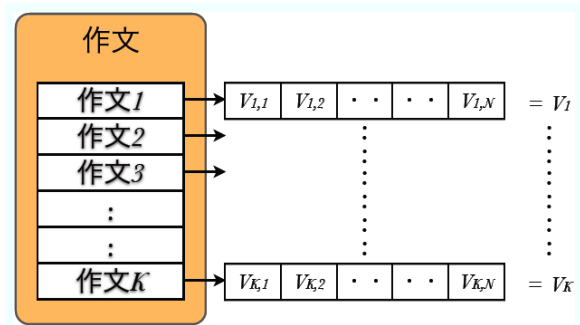 作文
作文1 V1,1 V1,2 · · · · V1,N = V1
作文2
作文3
:
:
作文K VK,1 VK,2 · · · · VK,N = VK